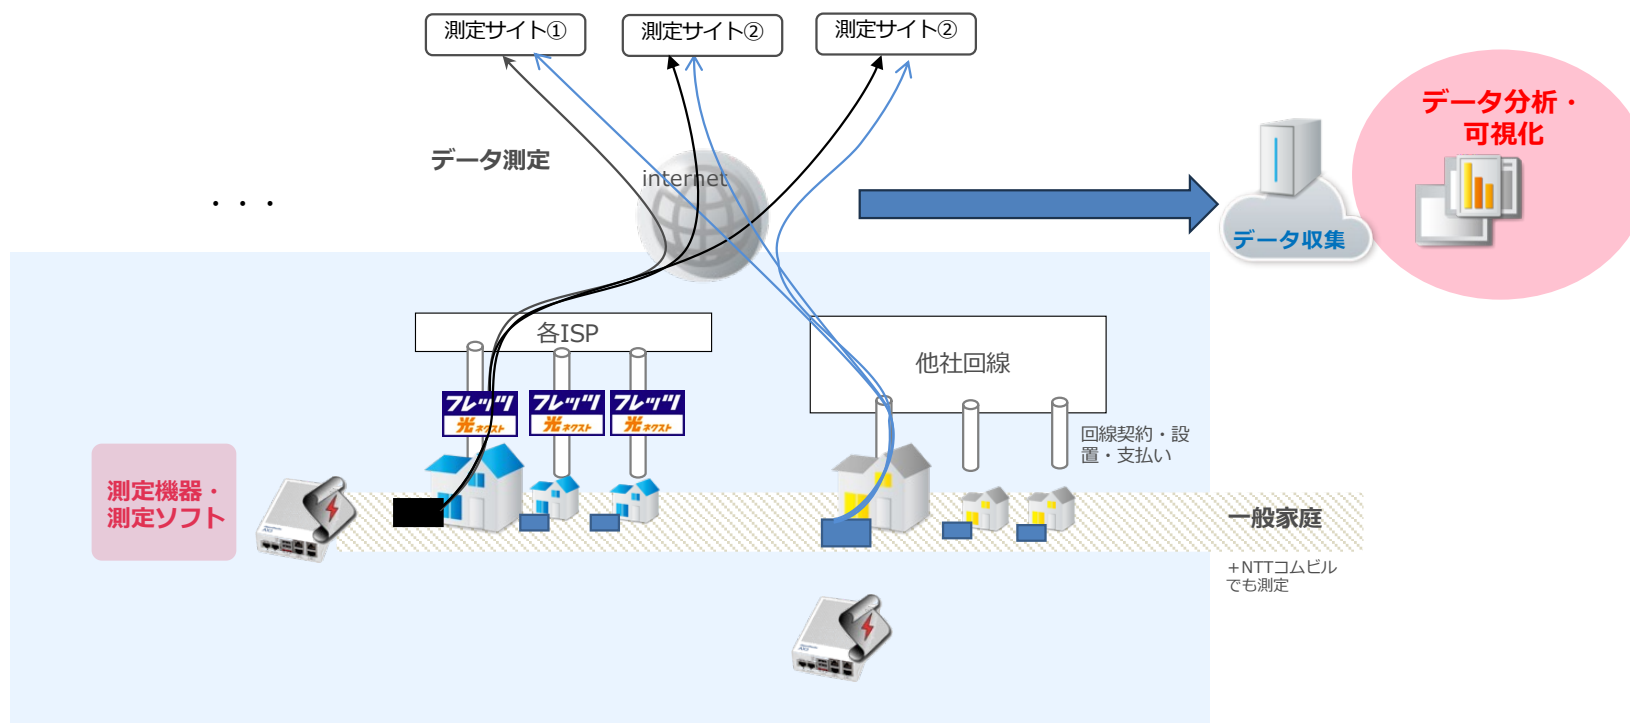 測定サイト①
測定サイト②
測定サイト②
データ分析・
可視化
データ測定
internet
・・・
データ収集
各ISP
他社回線
フレッツ
光ネクスト
フレッツ
光ネクスト
フレッツ
光ネクスト
回線契約・設
置・支払い
測定機器・
測定ソフト
一般家庭
+NTTコムビル
でも測定